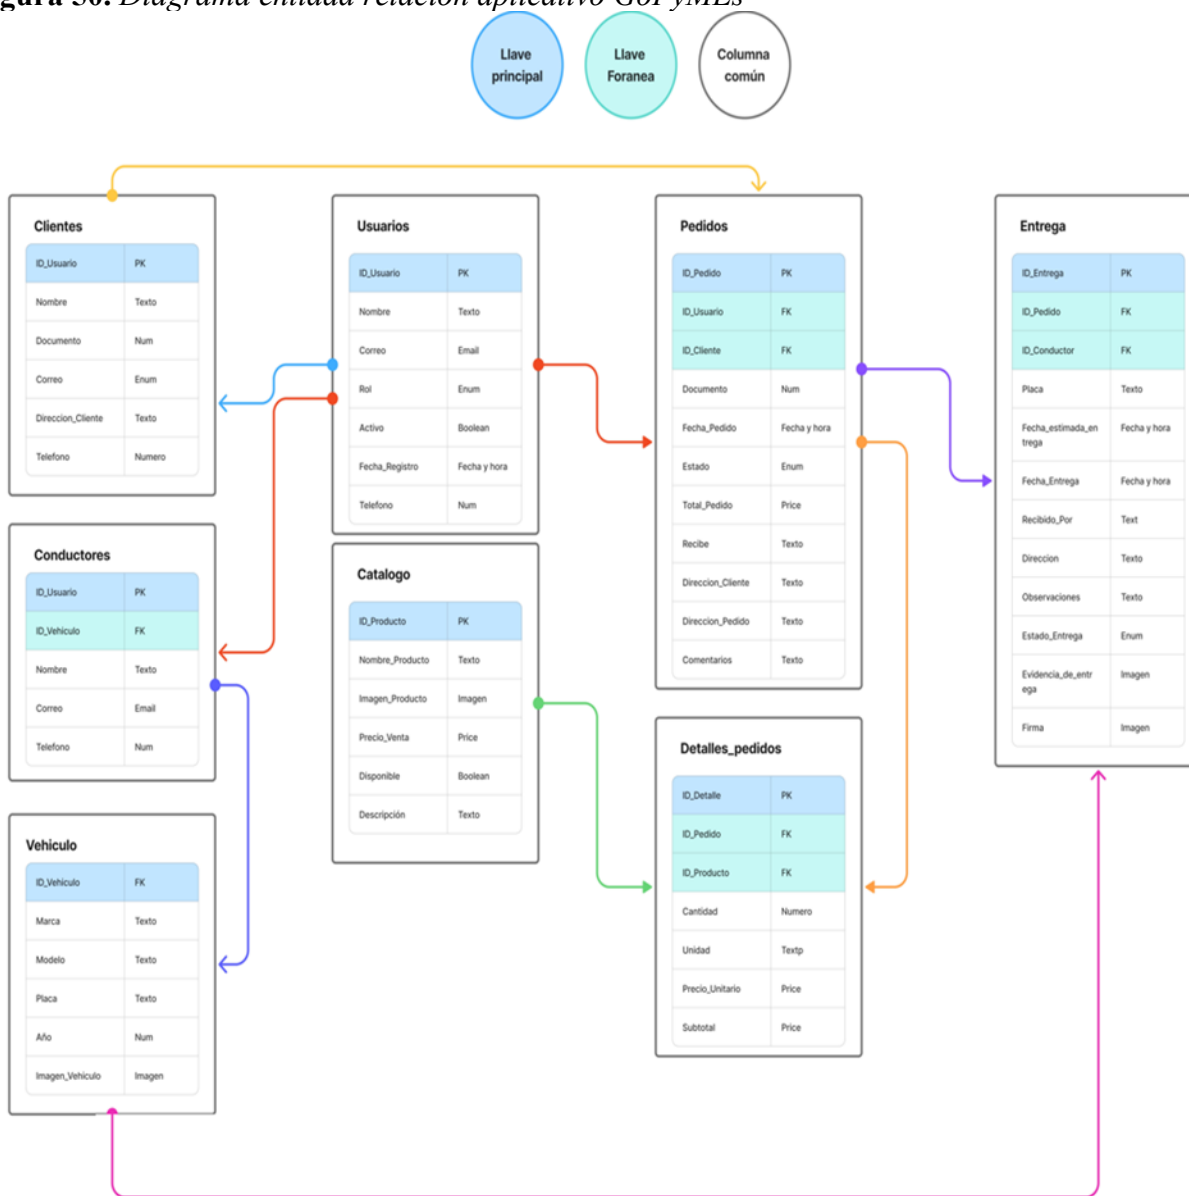 gura 30. Diagrama entidad relación aplicativo GoPyMEs
Llave
principal
Llave
Foranea
Columna
común
Clientes
ID_Usuario PK
Nombre Texto
Documento Num
Correo Enum
Direccion_Cliente Texto
Telefono Numero
Usuarios
ID_Usuario PK
Nombre Texto
Correo Email
Rol Enum
Activo Boolean
Fecha_Registro Fecha y hora
Telefono Num
Pedidos
ID_Pedido PK
ID_Usuario FK
ID_Cliente FK
Documento Num
Fecha_Pedido Fecha y hora
Estado Enum
Total_Pedido Price
Recibe Texto
Direccion_Cliente Texto
Direccion_Pedido Texto
Comentarios Texto
Entrega
ID_Entrega PK
ID_Pedido FK
ID_Conductor FK
Placa Texto
Fecha_estimada_en Fecha y hora
trega
Fecha_Entrega Fecha y hora
Recibido_Por Text
Direccion Texto
Observaciones Texto
Estado_Entrega Enum
Evidencia_de_entr Imagen
ega
Firma Imagen
Conductores
ID_Usuario PK
ID_Vehiculo FK
Nombre Texto
Correo Email
Telefono Num
Catalogo
ID_Producto PK
Nombre_Producto Texto
Imagen_Producto Imagen
Precio_Venta Price
Disponible Boolean
Descripción Texto
Detalles_pedidos
ID_Detalle PK
ID_Pedido FK
ID_Producto FK
Cantidad Numero
Unidad Textp
Precio_Unitario Price
Subtotal Price
Vehiculo
ID_Vehiculo FK
Marca Texto
Modelo Texto
Placa Texto
Año Num
Imagen_Vehiculo Imagen